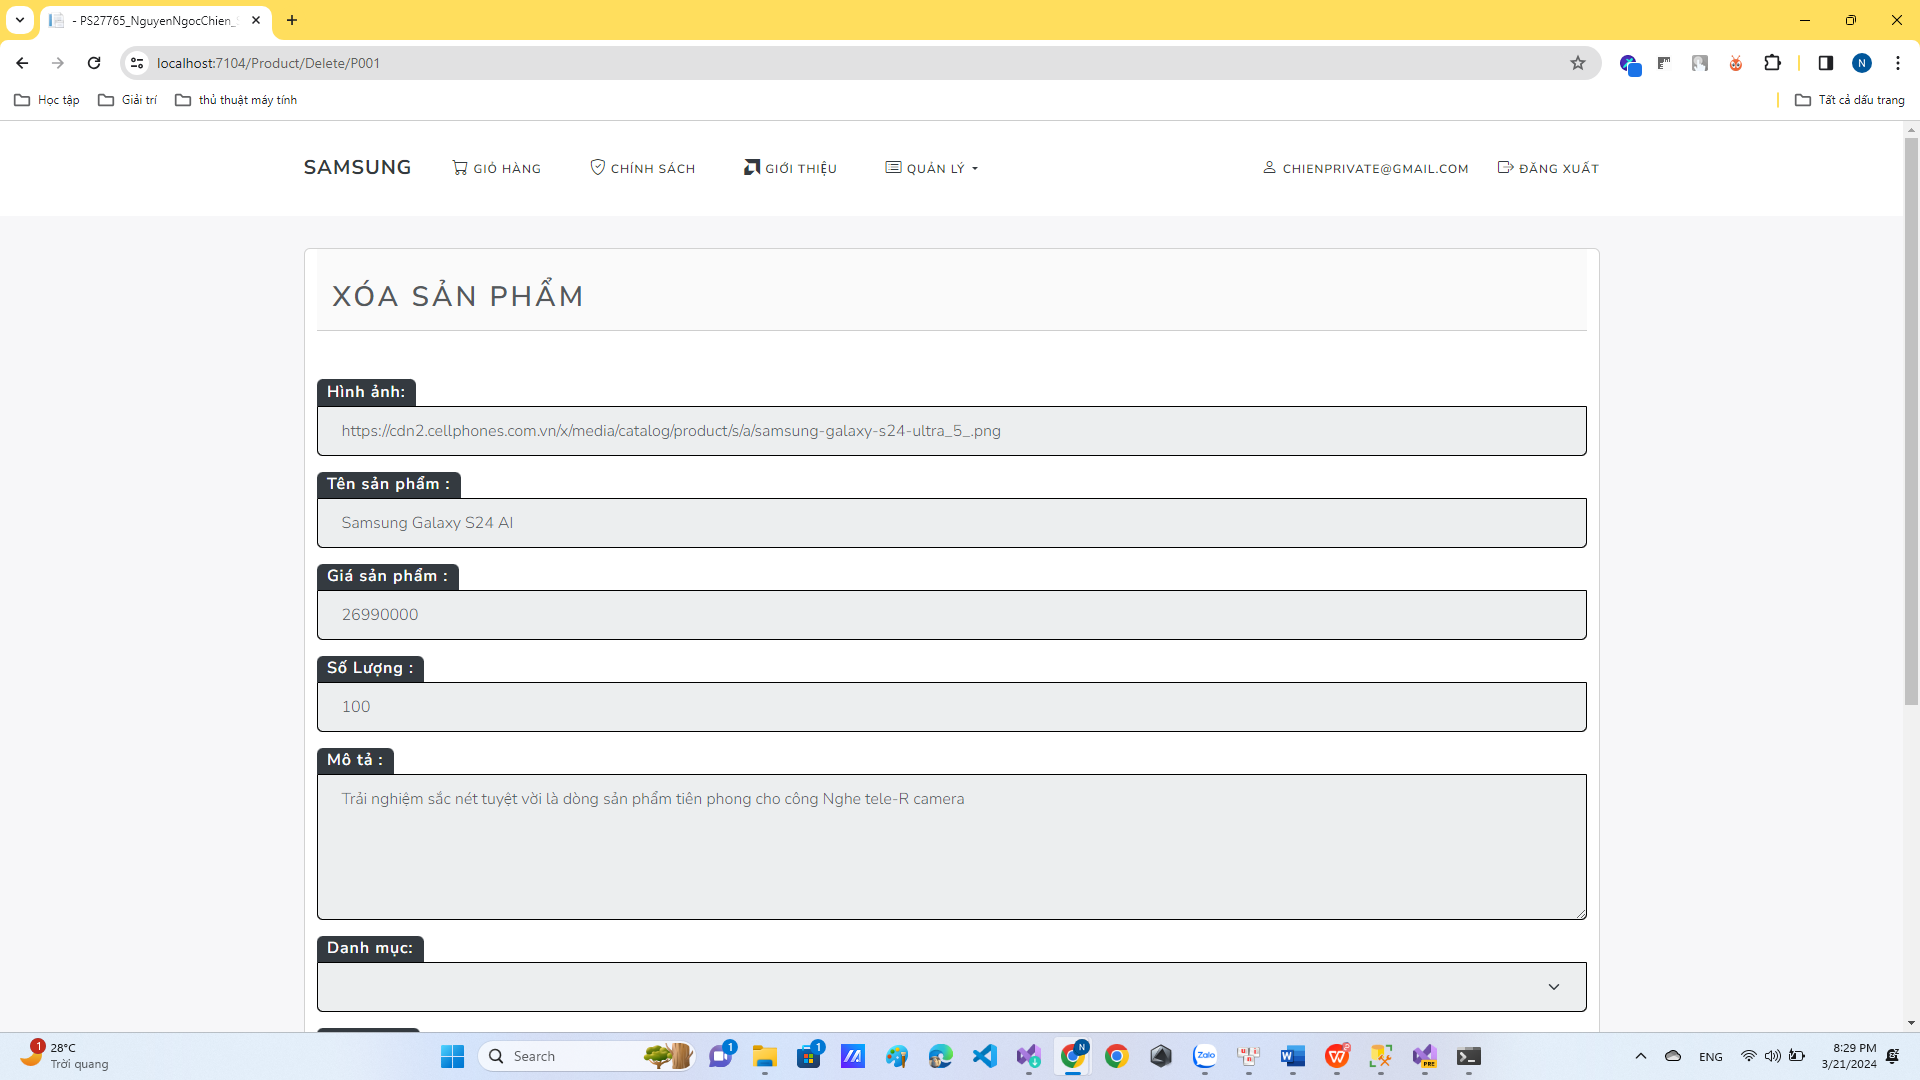 - PS27765_NguyenNgocChien_
localhost:7104/Product/Delete/P001
N
Học tập
Giải trí
thủ thuật máy tính
Tất cả dấu trang
SAMSUNG
GIỎ HÀNG
CHÍNH SÁCH
GIỚI THIỆU
QUẢN LÝ
CHIENPRIVATE@GMAIL.COM
ĐĂNG XUẤT
XÓA SẢN PHẨM
Hình ảnh:
https://cdn2.cellphones.com.vn/x/media/catalog/product/s/a/samsung-galaxy-s24-ultra_5_.png
Tên sản phẩm :
Samsung Galaxy S24 AI
Giá sản phẩm :
26990000
Số Lượng :
100
Mô tả :
Trải nghiệm sắc nét tuyệt vời là dòng sản phẩm tiên phong cho công Nghe tele-R camera
Danh mục:
1
28°C
Trời quang
Search
1
1
N
Zalo
PRE
ENG
8:29 PM
3/21/2024